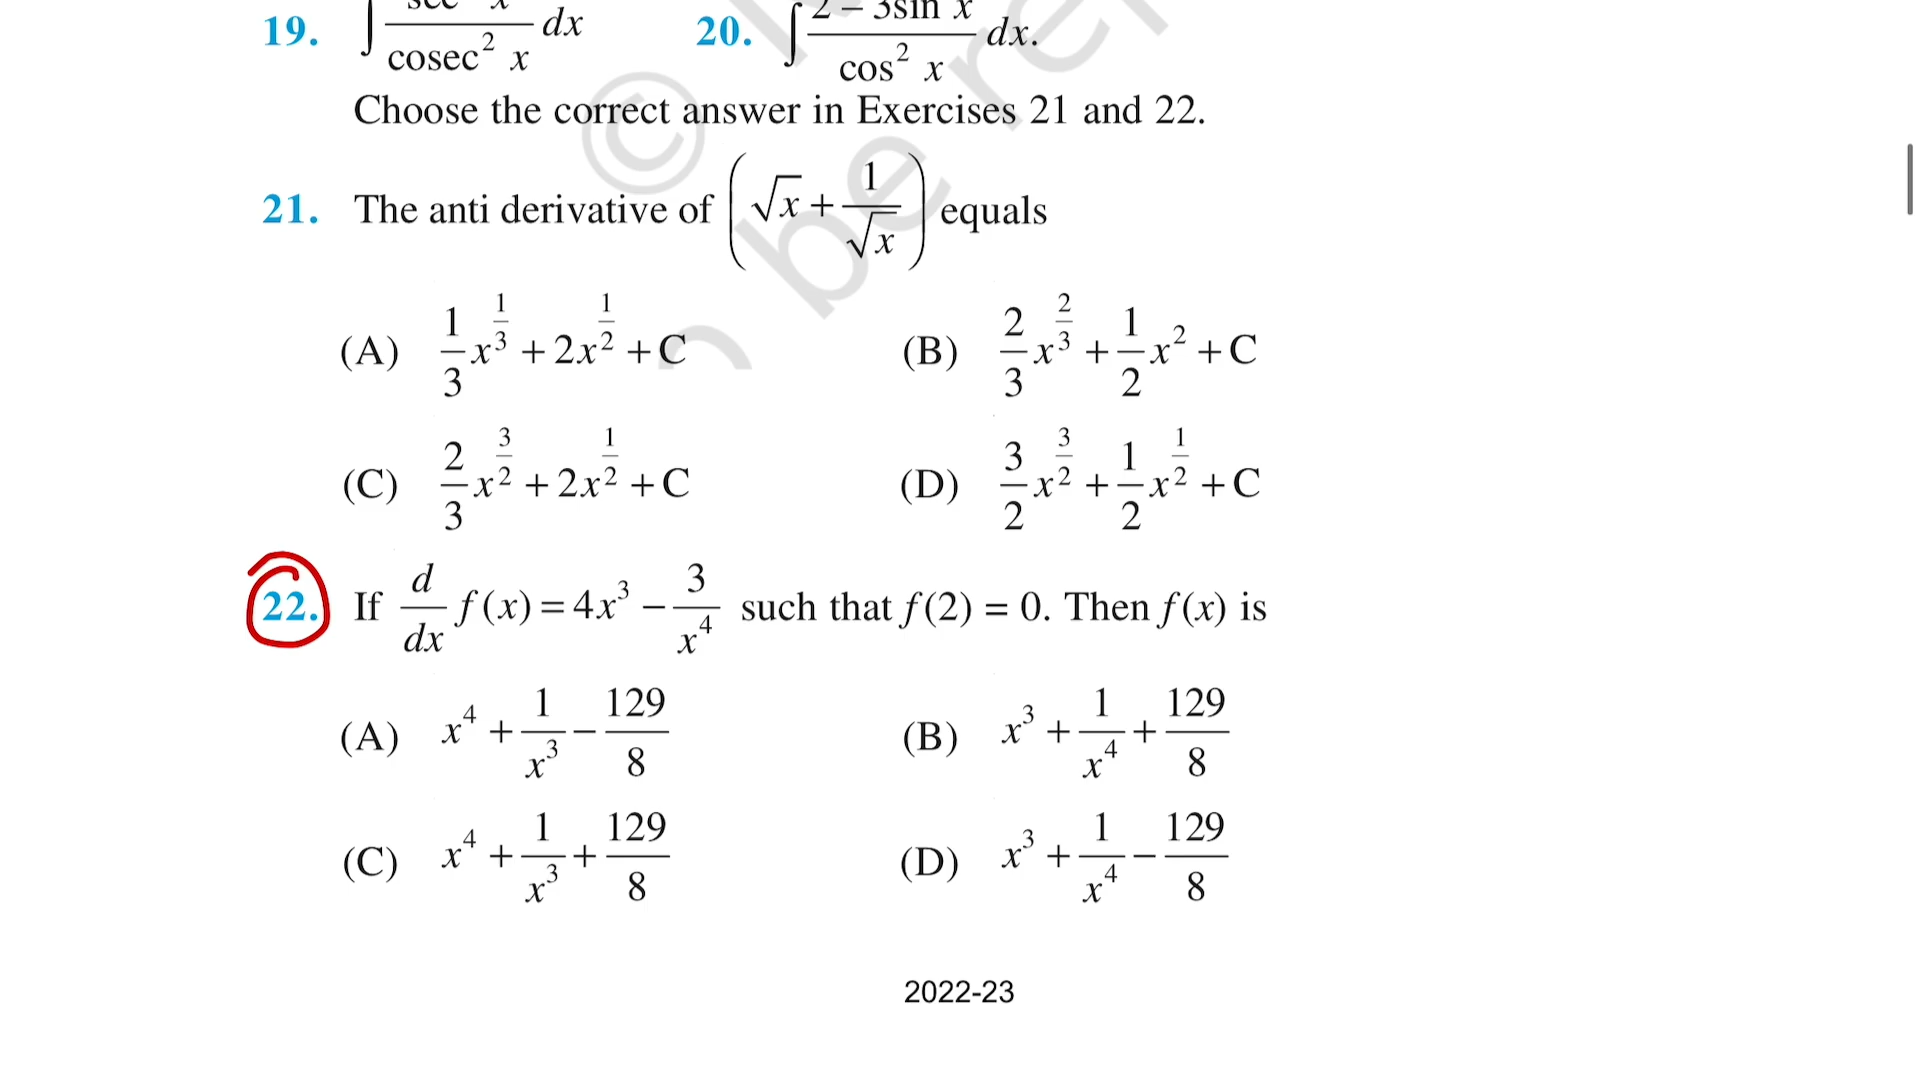 19. ∫ sec² x / cosec² x dx 20. ∫ 2 – 3sin x / cos² x dx.
Choose the correct answer in Exercises 21 and 22.
21. The anti derivative of (√x + 1/√x) equals
(A) 1/3 x^(1/3) + 2x^(1/2) + C (B) 2/3 x^(2/3) + 1/2 x² + C
(C) 2/3 x^(3/2) + 2x^(1/2) + C (D) 3/2 x^(3/2) + 1/2 x^(1/2) + C
22. If d/dx f(x) = 4x³ – 3/x⁴ such that f(2) = 0. Then f(x) is
(A) x⁴ + 1/x³ – 129/8 (B) x³ + 1/x⁴ + 129/8
(C) x⁴ + 1/x³ + 129/8 (D) x³ + 1/x⁴ – 129/8
2022-23